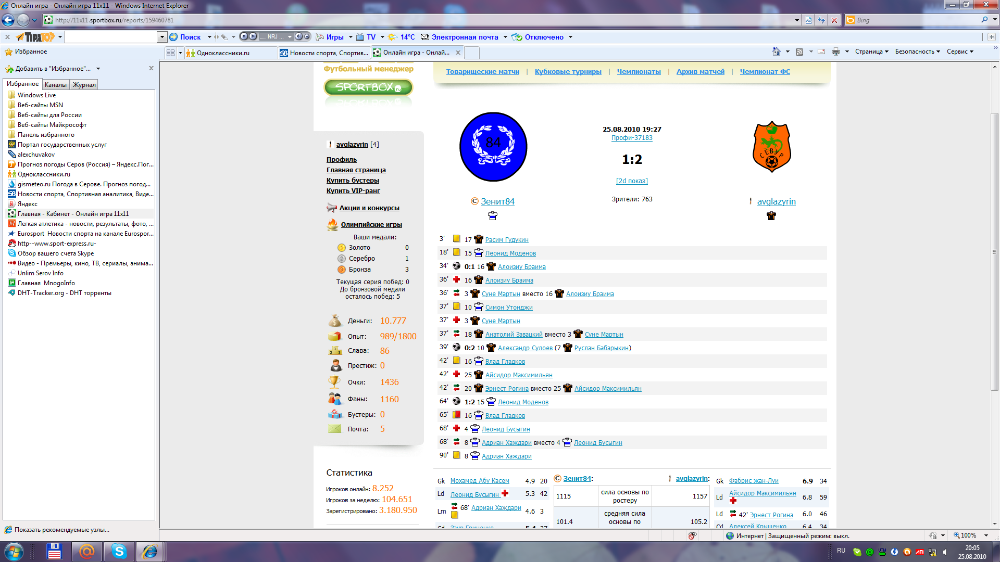 Онлайн игра - Онлайн игра 11x11 - Windows Internet Explorer
http://11x11.sportbox.ru/reports/159460781
Bing
TIPTOP
Поиск
NRJ ...
Игры
TV
14°C
Электронная почта
Отключено
Избранное
Одноклассники.ru
Новости спорта, Спортив...
Онлайн игра - Онлай...
Страница
Безопасность
Сервис
Добавить в "Избранное"...
Избранное
Каналы
Журнал
Windows Live
Веб-сайты MSN
Веб-сайты для России
Веб-сайты Майкрософт
Панель избранного
Портал государственных услуг
alexchuvakov
Прогноз погоды Серов (Россия) – Яндекс.Пог...
Одноклассники.ru
gismeteo.ru Погода в Серове. Прогноз погод...
Новости спорта, Спортивная аналитика, Виде...
Яндекс
Главная - Кабинет - Онлайн игра 11x11
Легкая атлетика - новости, результаты, фото, ...
Eurosport Новости спорта на канале Eurospor...
http--www.sport-express.ru-
Обзор вашего счета Skype
Видео - Премьеры, кино, ТВ, сериалы, анима...
Unlim Serov Info
Главная MnogoInfo
DHT-Tracker.org - DHT торренты
Показать рекомендуемые узлы...
Футбольный менеджер
SPORTBOX.ru
avglazyrin [4]
Профиль
Главная страница
Купить бустеры
Купить VIP-ранг
Акции и конкурсы
Олимпийские игры
Ваши медали:
Золото 0
Серебро 1
Бронза 3
Текущая серия побед: 0
До бронзовой медали
осталось побед: 5
Деньги: 10.777
Опыт: 989/1800
Слава: 86
Престиж: 0
Очки: 1436
Фаны: 1160
Бустеры: 0
Почта: 5
Статистика
Игроков онлайн: 8.252
Игроков за неделю: 104.651
Зарегистрировано: 3.180.950
Товарищеские матчи | Кубковые турниры | Чемпионаты | Архив матчей | Чемпионат ФС
84
25.08.2010 19:27
Профи-37183
1:2
[2d показ]
Зрители: 763
СЕВУР
Зенит84
avglazyrin
3' 17 Расим Гудукин
18' 15 Леонид Моденов
34' 0:1 16 Алоизиу Браима
36' 16 Алоизиу Браима
36' 3 Суне Мартын вместо 16 Алоизиу Браима
37' 10 Симон Утонджи
37' 3 Суне Мартын
37' 18 Анатолий Завацкий вместо 3 Суне Мартын
39' 0:2 10 Александр Сулоев (7 Руслан Бабарыкин)
42' 16 Влад Гладков
42' 25 Айсидор Максимильян
42' 20 Эрнест Рогина вместо 25 Айсидор Максимильян
64' 1:2 15 Леонид Моденов
65' 16 Влад Гладков
68' 4 Леонид Бусыгин
68' 8 Адриан Хаждари вместо 4 Леонид Бусыгин
90' 8 Адриан Хаждари
Gk Мохамед Абу Касем 4.9 20
Ld Леонид Бусыгин 5.3 42
Lm 68' Адриан Хаждари 4.6 3
Cd Заур Гриценко 5.4 27
Зенит84: avglazyrin:
1115 сила основы по ростеру 1157
101.4 средняя сила основы по 105.2
Gk Фабрис жан-Луи 6.9 34
Ld Айсидор Максимильян 6.8 59
Ld 42' Эрнест Рогина 6.0 46
Cd Алексей Крышенко 6.4 34
Интернет | Защищенный режим: выкл.
100%
RU
UTM
ATI
20:05
25.08.2010